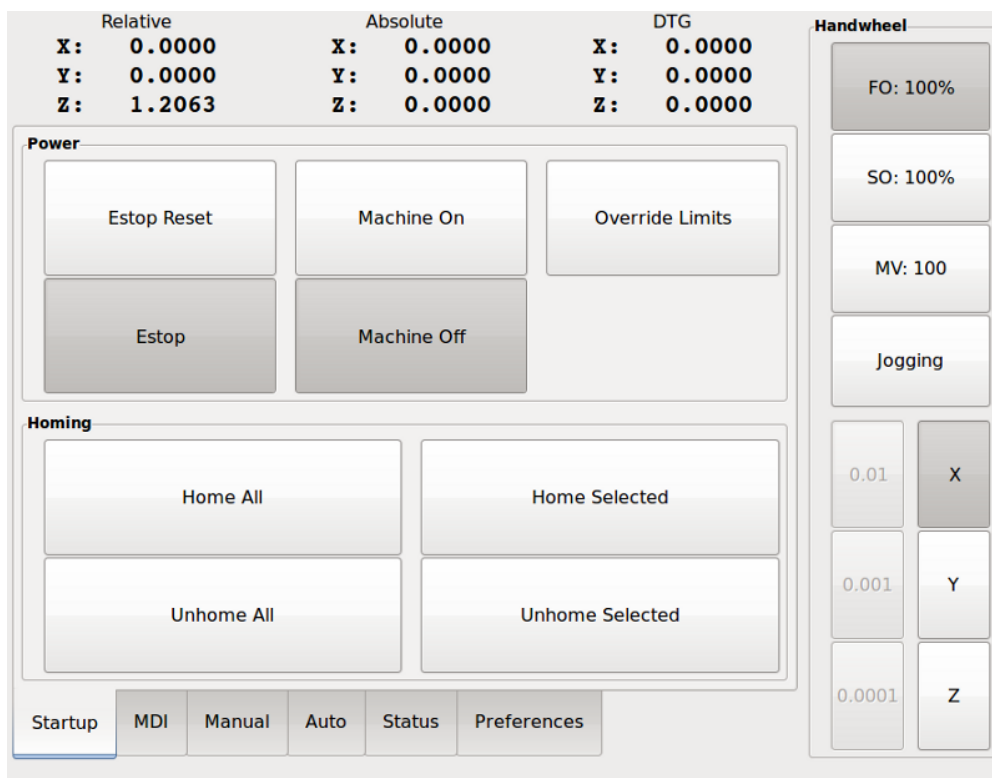 Relative Absolute DTG
X: 0.0000 X: 0.0000 X: 0.0000
Y: 0.0000 Y: 0.0000 Y: 0.0000
Z: 1.2063 Z: 0.0000 Z: 0.0000
Power
Estop Reset Machine On Override Limits
Estop Machine Off
Homing
Home All Home Selected
Unhome All Unhome Selected
Startup MDI Manual Auto Status Preferences
Handwheel
FO: 100%
SO: 100%
MV: 100
Jogging
0.01 X
0.001 Y
0.0001 Z